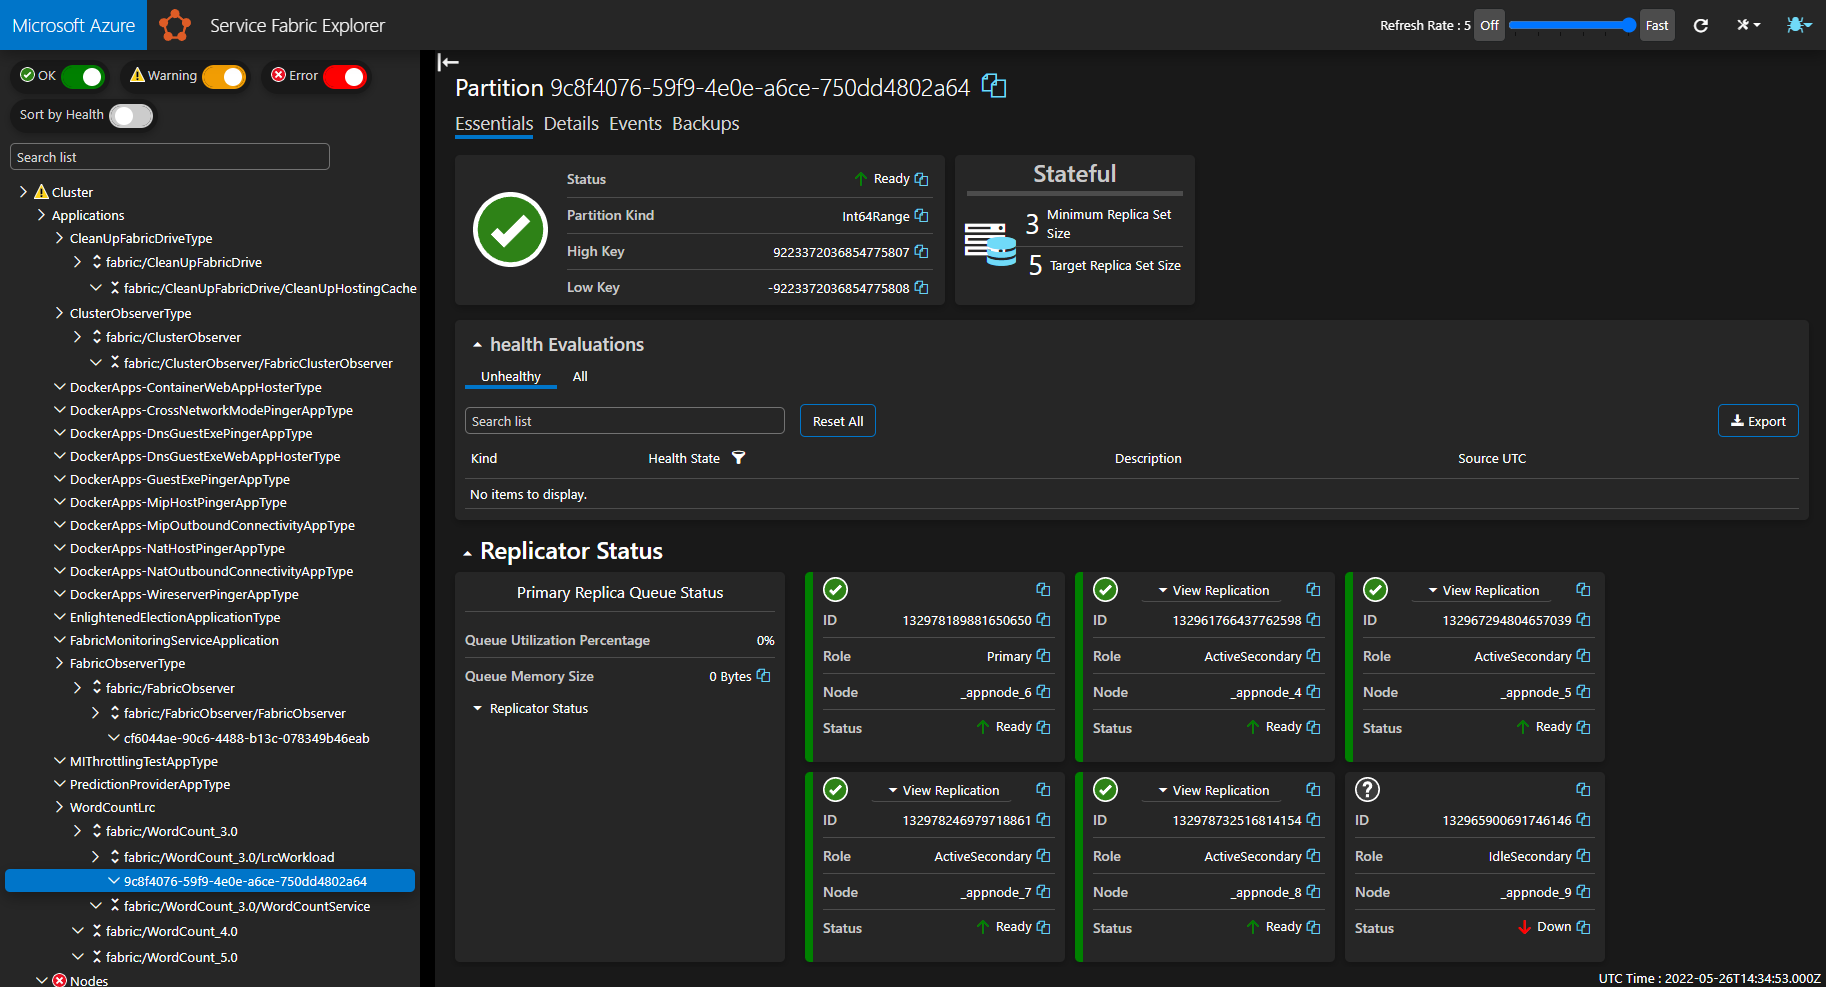 Microsoft Azure
Service Fabric Explorer
Refresh Rate : 5 Off Fast
OK Warning Error
Sort by Health
Search list
Cluster
Applications
CleanUpFabricDriveType
fabric:/CleanUpFabricDrive
fabric:/CleanUpFabricDrive/CleanUpHostingCache
ClusterObserverType
fabric:/ClusterObserver
fabric:/ClusterObserver/FabricClusterObserver
DockerApps-ContainerWebAppHosterType
DockerApps-CrossNetworkModePingerAppType
DockerApps-DnsGuestExePingerAppType
DockerApps-DnsGuestExeWebAppHosterType
DockerApps-GuestExePingerAppType
DockerApps-MipHostPingerAppType
DockerApps-MipOutboundConnectivityAppType
DockerApps-NatHostPingerAppType
DockerApps-NatOutboundConnectivityAppType
DockerApps-WireserverPingerAppType
EnlightenedElectionApplicationType
FabricMonitoringServiceApplication
FabricObserverType
fabric:/FabricObserver
fabric:/FabricObserver/FabricObserver
cf6044ae-90c6-4488-b13c-078349b46eab
MIThrottlingTestAppType
PredictionProviderAppType
WordCountLrc
fabric:/WordCount_3.0
fabric:/WordCount_3.0/LrcWorkload
9c8f4076-59f9-4e0e-a6ce-750dd4802a64
fabric:/WordCount_3.0/WordCountService
fabric:/WordCount_4.0
fabric:/WordCount_5.0
Nodes
Partition 9c8f4076-59f9-4e0e-a6ce-750dd4802a64
Essentials Details Events Backups
Status Ready
Partition Kind Int64Range
High Key 9223372036854775807
Low Key -9223372036854775808
Stateful
3 Minimum Replica Set Size
5 Target Replica Set Size
health Evaluations
Unhealthy All
Search list Reset All Export
Kind Health State Description Source UTC
No items to display.
Replicator Status
Primary Replica Queue Status
Queue Utilization Percentage 0%
Queue Memory Size 0 Bytes
Replicator Status
ID 132978189881650650
Role Primary
Node _appnode_6
Status Ready
View Replication
ID 132961766437762598
Role ActiveSecondary
Node _appnode_4
Status Ready
View Replication
ID 132967294804657039
Role ActiveSecondary
Node _appnode_5
Status Ready
View Replication
ID 132978246979718861
Role ActiveSecondary
Node _appnode_7
Status Ready
View Replication
ID 132978732516814154
Role ActiveSecondary
Node _appnode_8
Status Ready
ID 132965900691746146
Role IdleSecondary
Node _appnode_9
Status Down
UTC Time : 2022-05-26T14:34:53.000Z